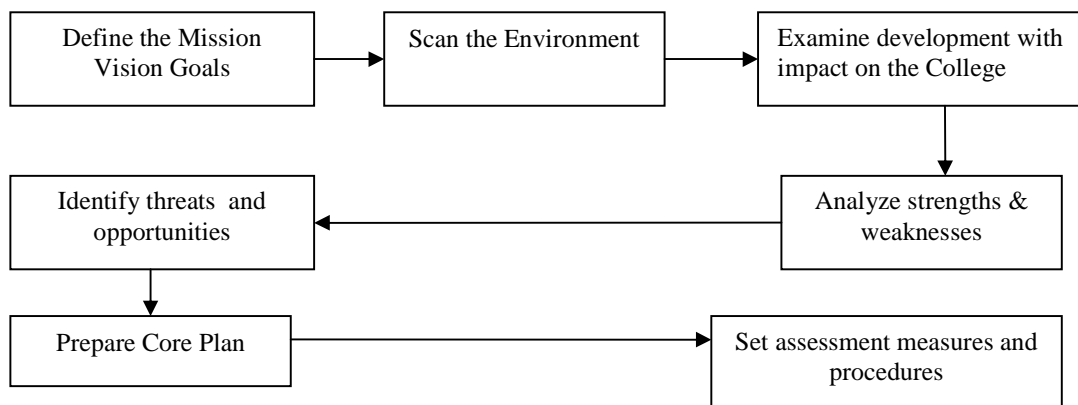 Define the Mission
Vision Goals
Scan the Environment
Examine development with
impact on the College
Analyze strengths &
weaknesses
Identify threats and
opportunities
Prepare Core Plan
Set assessment measures and
procedures